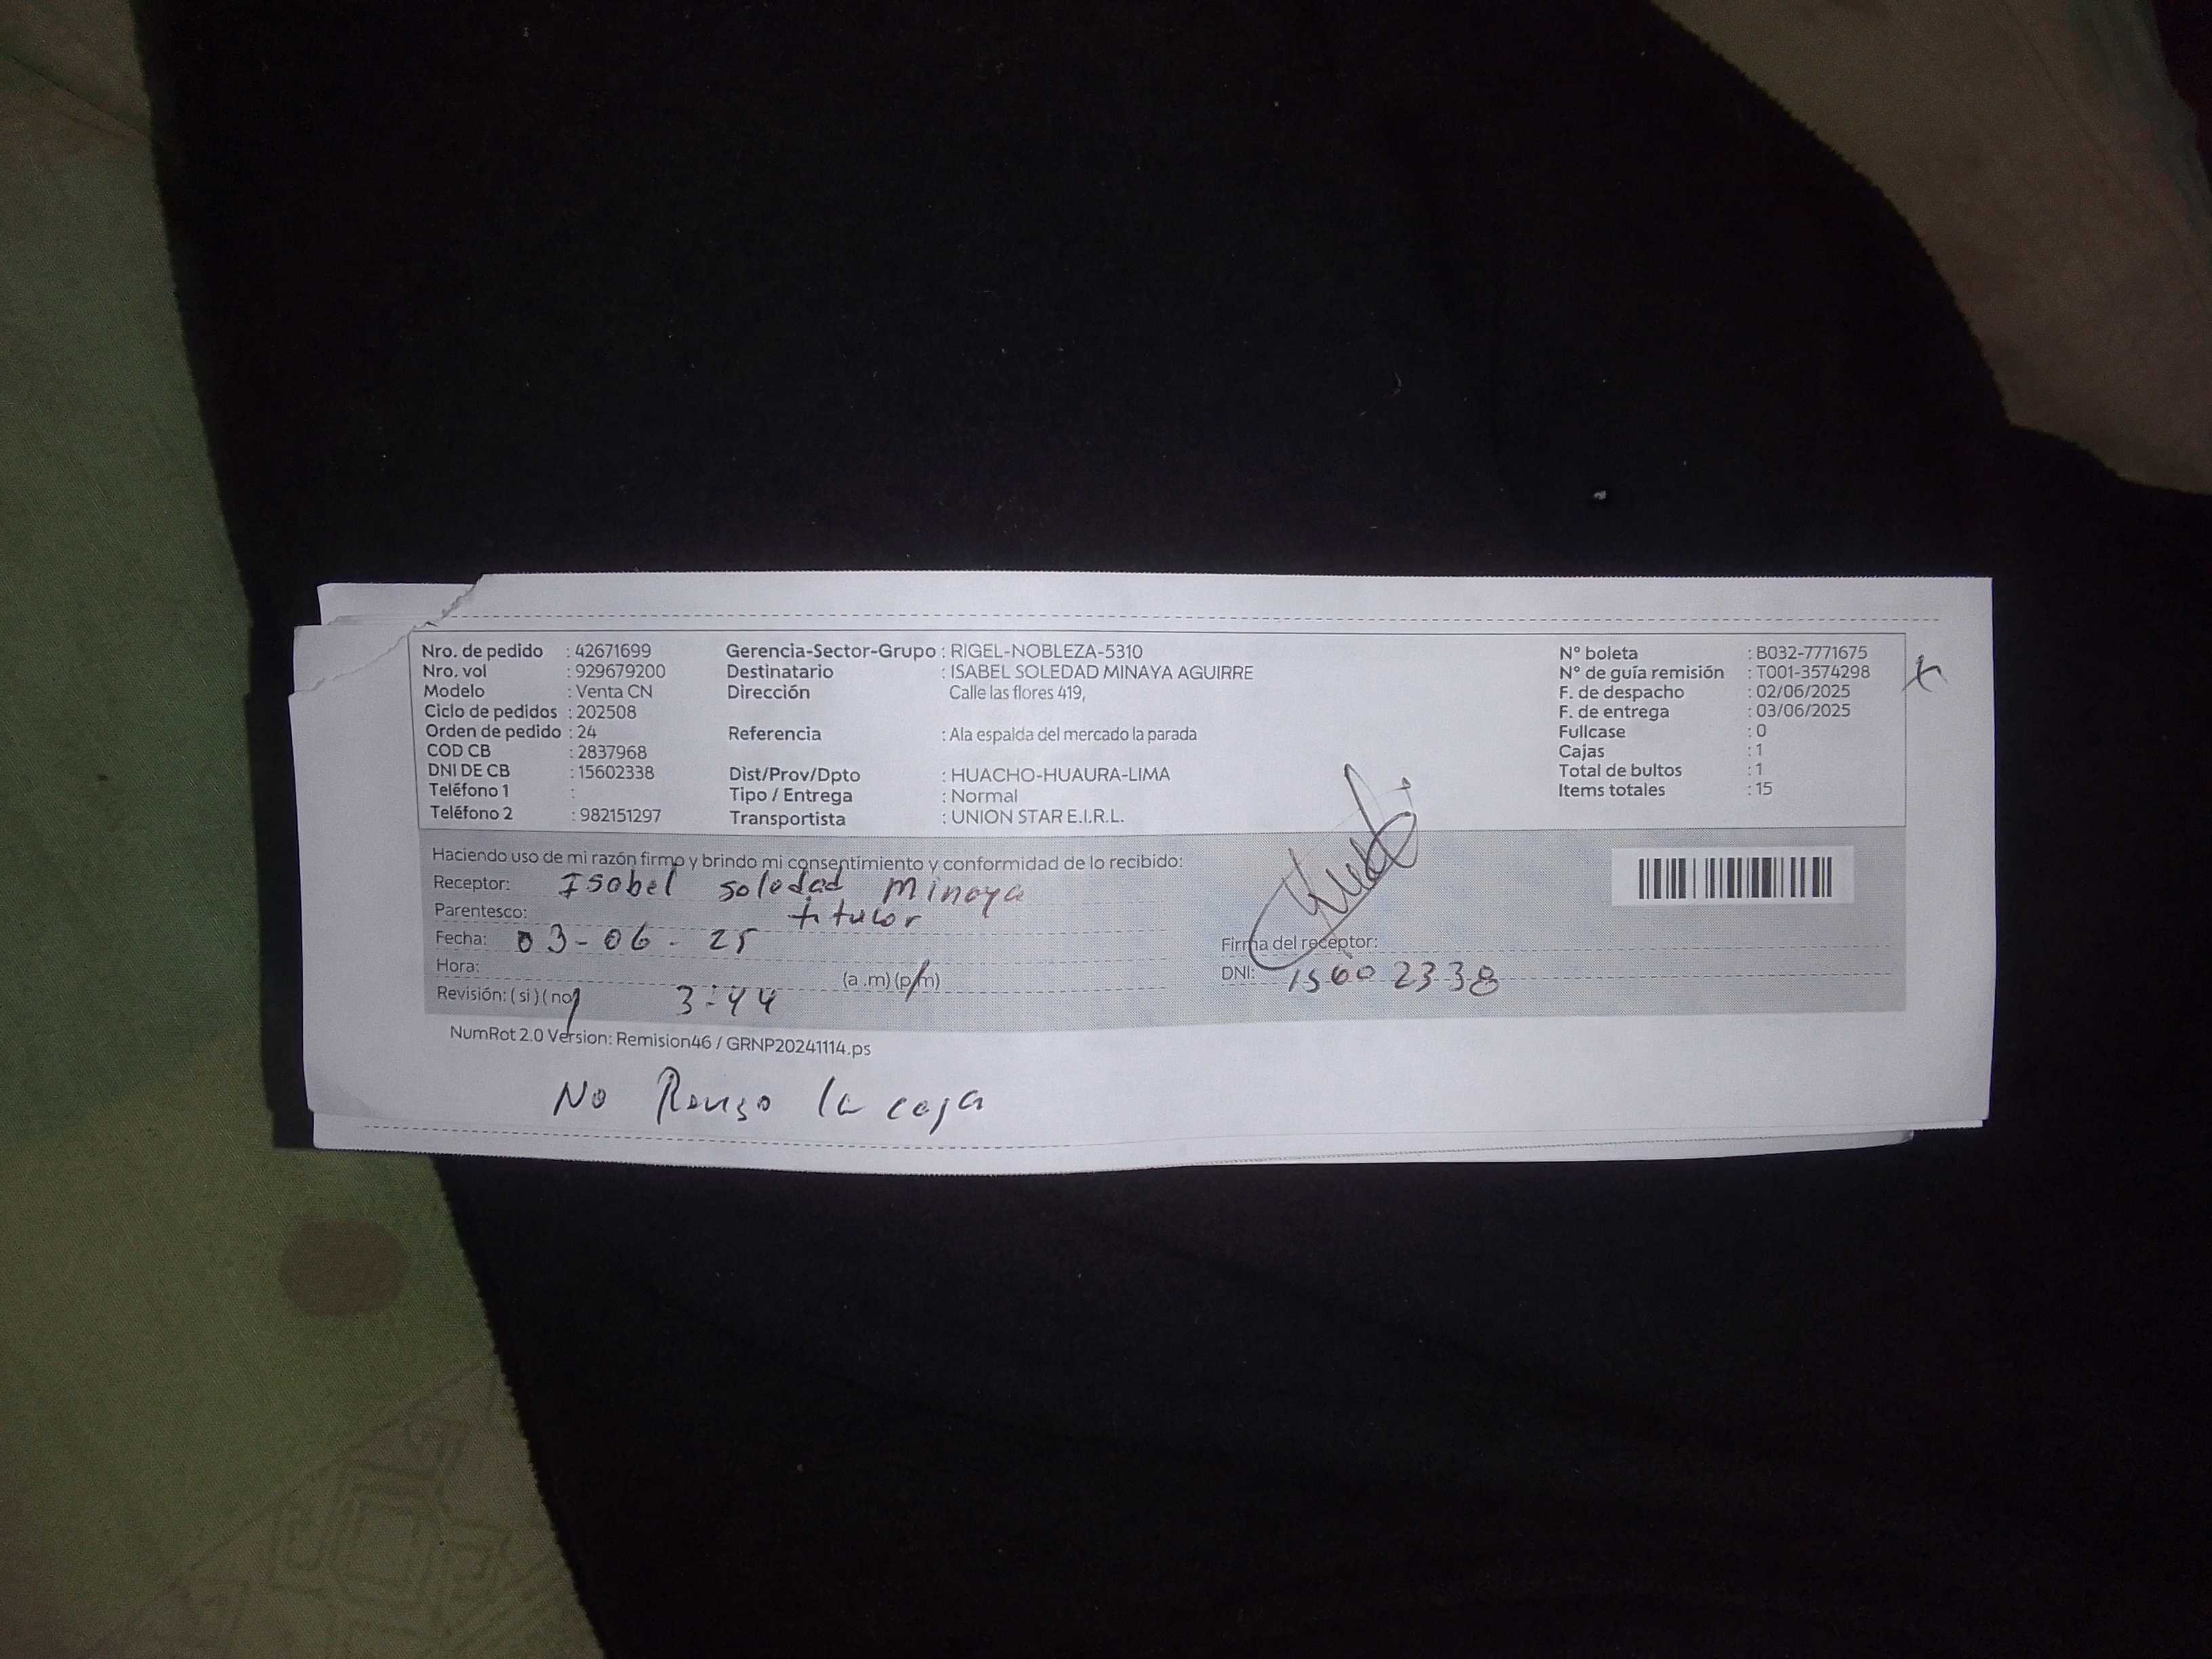 Nro. de pedido : 42671699
Nro. vol : 929679200
Modelo : Venta CN
Ciclo de pedidos : 202508
Orden de pedido : 24
COD CB : 2837968
DNI DE CB : 15602338
Teléfono 1 :
Teléfono 2 : 982151297
Gerencia-Sector-Grupo : RIGEL-NOBLEZA-5310
Destinatario : ISABEL SOLEDAD MINAYA AGUIRRE
Dirección Calle las flores 419,
Referencia : Ala espalda del mercado la parada
Dist/Prov/Dpto : HUACHO-HUAURA-LIMA
Tipo / Entrega : Normal
Transportista : UNION STAR E.I.R.L.
N° boleta : B032-7771675
N° de guía remisión : T001-3574298
F. de despacho : 02/06/2025
F. de entrega : 03/06/2025
Fullcase : 0
Cajas : 1
Total de bultos : 1
Items totales : 15
Haciendo uso de mi razón firmo y brindo mi consentimiento y conformidad de lo recibido:
Receptor: Isabel soledad minaya
Parentesco: titular
Fecha: 03-06-25
Hora: 3:44 (a.m) (p/m)
Revisión: (si) (no)
Firma del receptor:
DNI: 15602338
NumRot 2.0 Version: Remision46 / GRNP20241114.ps
No la caja